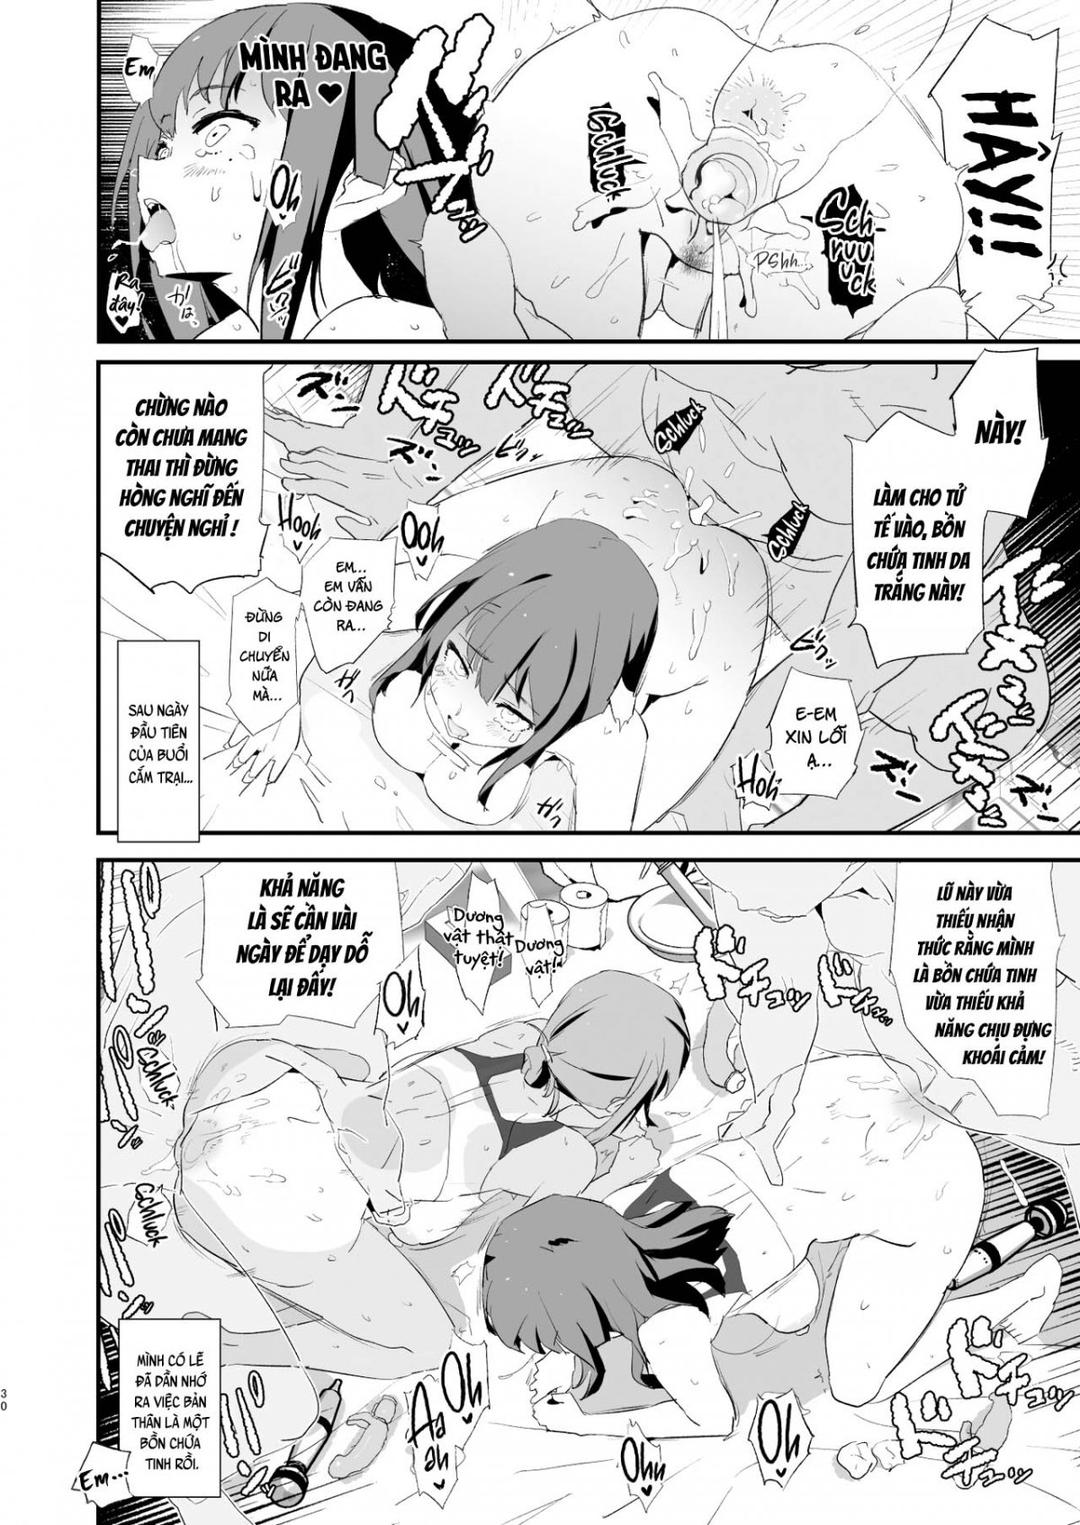 HÂY!!
Schluck
Sch-
ruu-
uck
PShh...
MÌNH ĐANG
RA ♥
Em
Oh
Ra
đây!
NÀY!
LÀM CHO TỬ
TẾ VÀO, BỒN
CHỨA TINH DA
TRẮNG NÀY!
Schluck
Schluck
CHỪNG NÀO
CÒN CHƯA MANG
THAI THÌ ĐỪNG
HÒNG NGHĨ ĐẾN
CHUYỆN NGHỈ !
E-EM
XIN LỖI
Ạ...
Hoh
Ooh
Hooh
EM...
EM VẪN
CÒN ĐANG
RA...
ĐỪNG
DI
CHUYỂN
NỮA
MÀ...
SAU NGÀY
ĐẦU TIÊN
CỦA BUỔI
CẮM TRẠI...
LŨ NÀY VỪA
THIẾU NHẬN
THỨC RẰNG MÌNH
LÀ BỒN CHỨA TINH
VỪA THIẾU KHẢ
NĂNG CHỊU ĐỰNG
KHOÁI CẢM!
KHẢ NĂNG
LÀ SẼ CẦN VÀI
NGÀY ĐỂ DẠY DỖ
LẠI ĐẤY!
Dương
vật!
Dương
vật thật
tuyệt!
Oh
Schluck
Schluck
Oh
Ohh
Oh
Aa
aa
ah
MÌNH CÓ LẼ
ĐÃ DẦN NHỚ
RA VIỆC BẢN
THÂN LÀ MỘT
BỒN CHỨA
TINH RỒI.
Em...
30